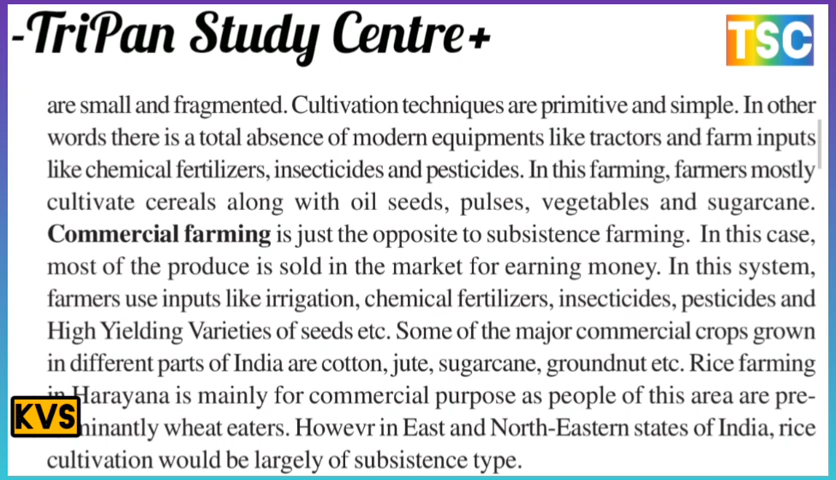 -TriPan Study Centre+
TSC
are small and fragmented. Cultivation techniques are primitive and simple. In other
words there is a total absence of modern equipments like tractors and farm inputs
like chemical fertilizers, insecticides and pesticides. In this farming, farmers mostly
cultivate cereals along with oil seeds, pulses, vegetables and sugarcane.
Commercial farming is just the opposite to subsistence farming. In this case,
most of the produce is sold in the market for earning money. In this system,
farmers use inputs like irrigation, chemical fertilizers, insecticides, pesticides and
High Yielding Varieties of seeds etc. Some of the major commercial crops grown
in different parts of India are cotton, jute, sugarcane, groundnut etc. Rice farming
in Harayana is mainly for commercial purpose as people of this area are pre-
KVS
minantly wheat eaters. Howevr in East and North-Eastern states of India, rice
cultivation would be largely of subsistence type.